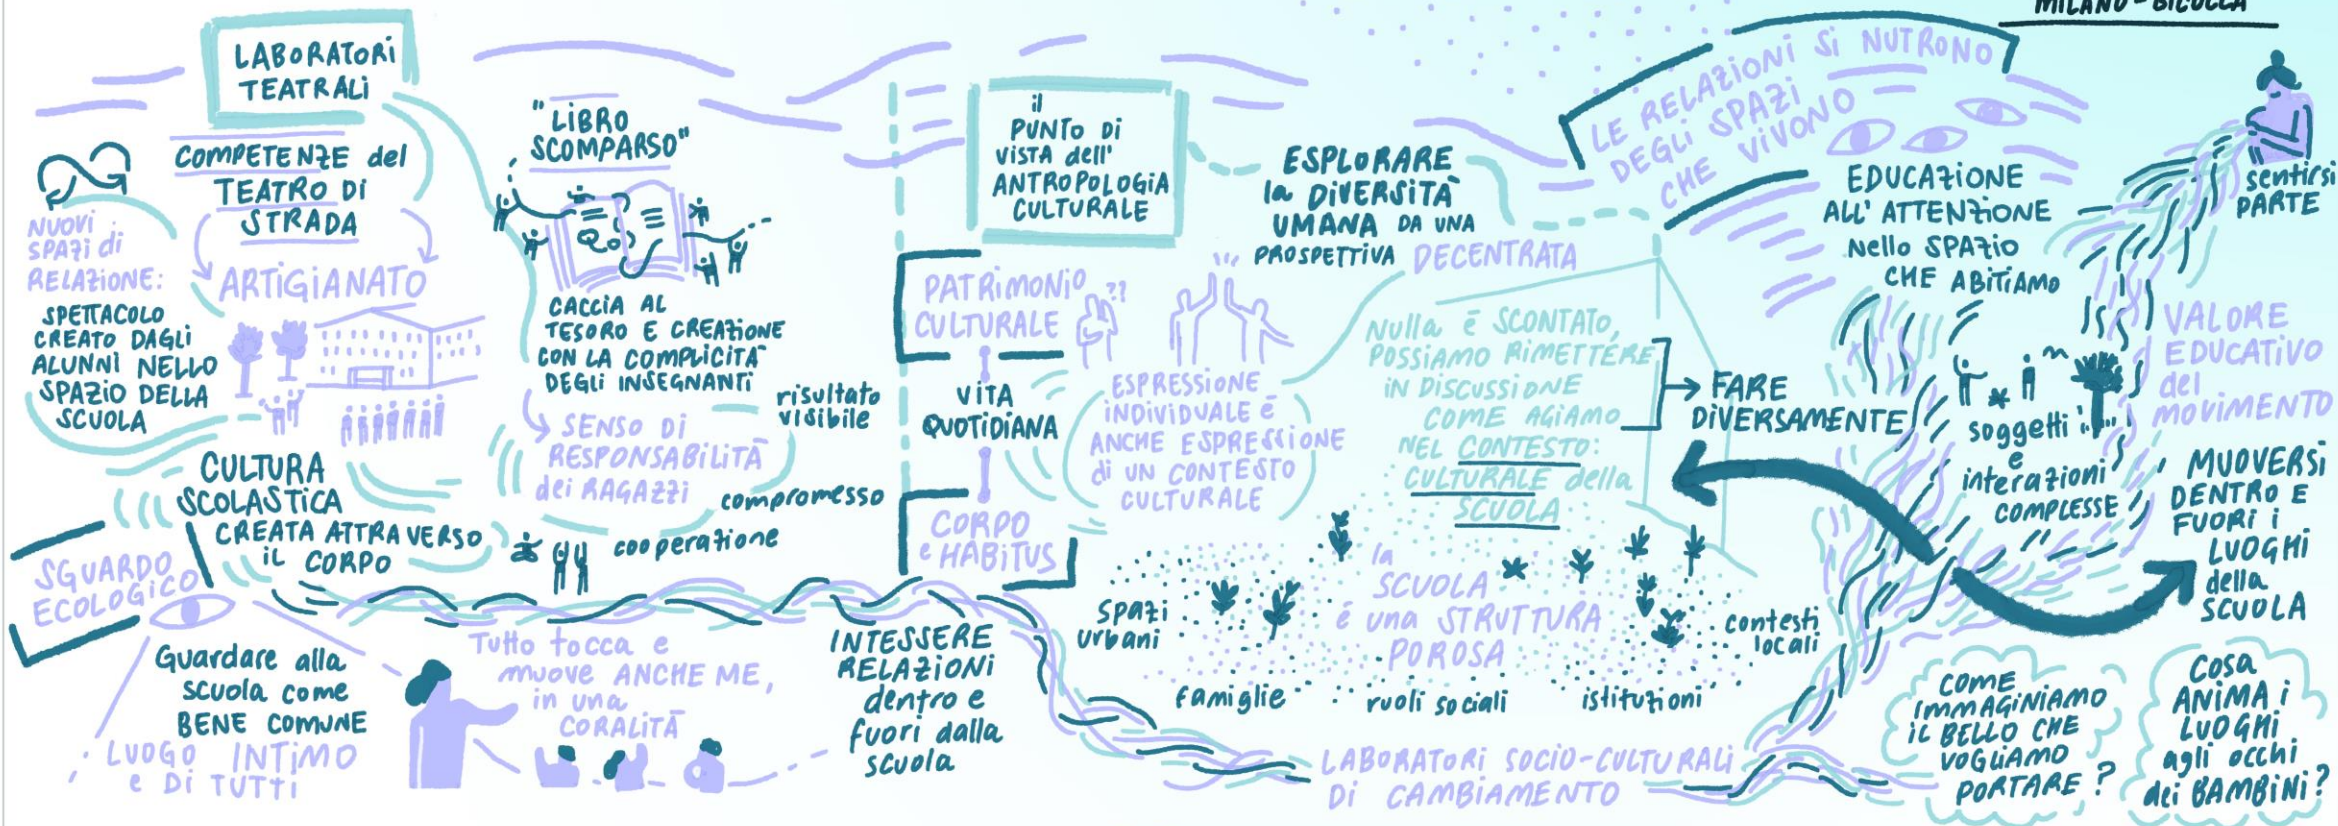 MILANO-BICOCCA
LABORATORI
TEATRALI
COMPETENZE del
TEATRO DI
STRADA
ARTIGIANATO
NUOVI
SPAZI di
RELAZIONE:
SPETTACOLO
CREATO DAGLI
ALUNNI NELLO
SPAZIO DELLA
SCUOLA
"LIBRO
SCOMPARSO"
CACCIA AL
TESORO E CREAZIONE
CON LA COMPLICITÀ
DEGLI INSEGNANTI
SENSO DI
RESPONSABILITÀ
dei RAGAZZI
risultato
visibile
compromesso
cooperazione
CULTURA
SCOLASTICA
CREATA ATTRAVERSO
IL CORPO
SGUARDO
ECOLOGICO
Guardare alla
scuola come
BENE COMUNE
LUOGO INTIMO
e DI TUTTI
Tutto tocca e
muove ANCHE ME,
in una
CORALITÀ
INTESSERE
RELAZIONI
dentro e
fuori dalla
scuola
il
PUNTO DI
VISTA dell'
ANTROPOLOGIA
CULTURALE
PATRIMONIO
CULTURALE
??
VITA
QUOTIDIANA
CORPO
e HABITUS
ESPLORARE
la DIVERSITÀ
UMANA DA UNA
PROSPETTIVA DECENTRATA
ESPRESSIONE
INDIVIDUALE È
ANCHE ESPRESSIONE
di UN CONTESTO
CULTURALE
Nulla è SCONTATO,
POSSIAMO RIMETTERE
IN DISCUSSIONE
COME AGIAMO
NEL CONTESTO:
CULTURALE della
SCUOLA
FARE
DIVERSAMENTE
la
SCUOLA
è una STRUTTURA
POROSA
spazi
urbani
famiglie
ruoli sociali
istituzioni
contesti
locali
LABORATORI SOCIO-CULTURALI
DI CAMBIAMENTO
LE RELAZIONI SI NUTRONO
DEGLI SPAZI
CHE VIVONO
EDUCAZIONE
ALL'ATTENZIONE
Nello SPAZIO
CHE ABITIAMO
sentirsi
PARTE
soggetti
e
interazioni
COMPLESSE
VALORE
EDUCATIVO
del
MOVIMENTO
MUOVERSI
DENTRO E
FUORI i
LUOGHI
della
SCUOLA
COME
IMMAGINIAMO
IL BELLO CHE
VOGLIAMO
PORTARE?
COSA
ANIMA i
LUOGHI
agli occhi
dei BAMBINI?